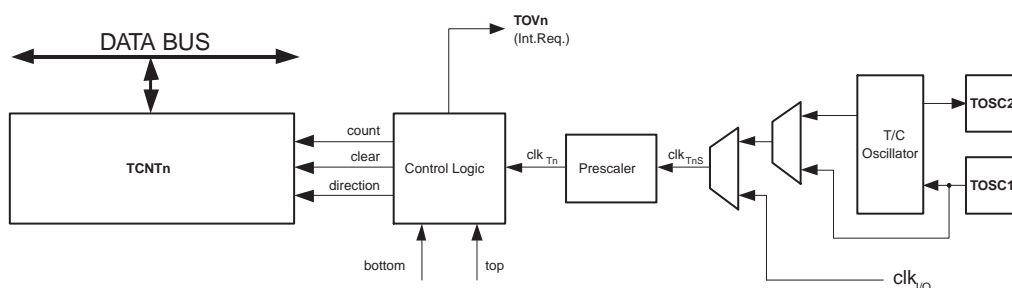 DATA BUS
TOVn
(Int.Req.)
TCNTn
count
clear
direction
Control Logic
bottom
top
clk Tn
Prescaler
clk TnS
T/C
Oscillator
TOSC2
TOSC1
clk I/O